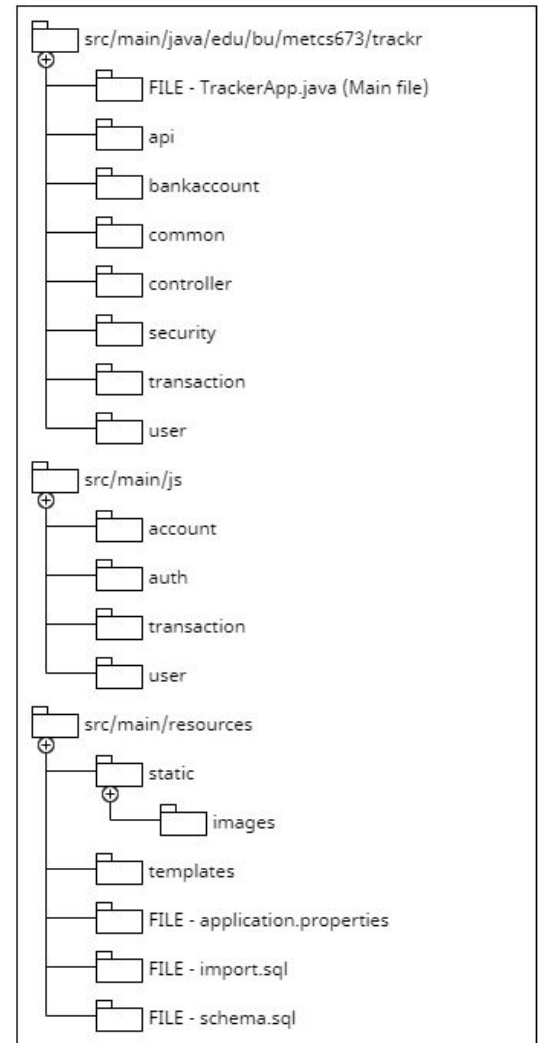 src/main/java/edu/bu/metcs673/trackr
FILE - TrackerApp.java (Main file)
api
bankaccount
common
controller
security
transaction
user
src/main/js
account
auth
transaction
user
src/main/resources
static
images
templates
FILE - application.properties
FILE - import.sql
FILE - schema.sql